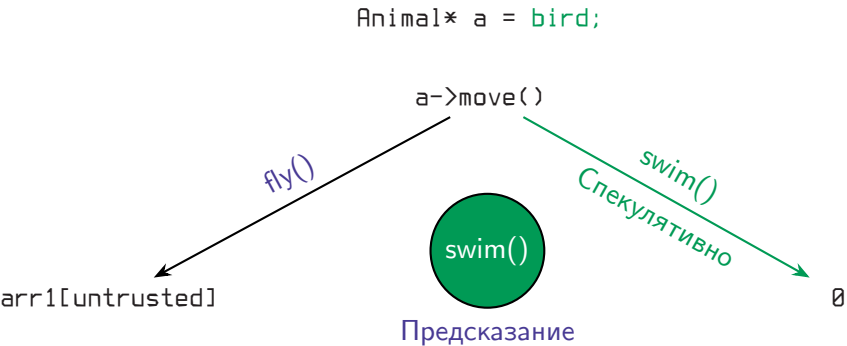 Animal* a = bird;
a->move()
fly()
swim()
Спекулятивно
swim()
arr1[untrusted]
0
Предсказание